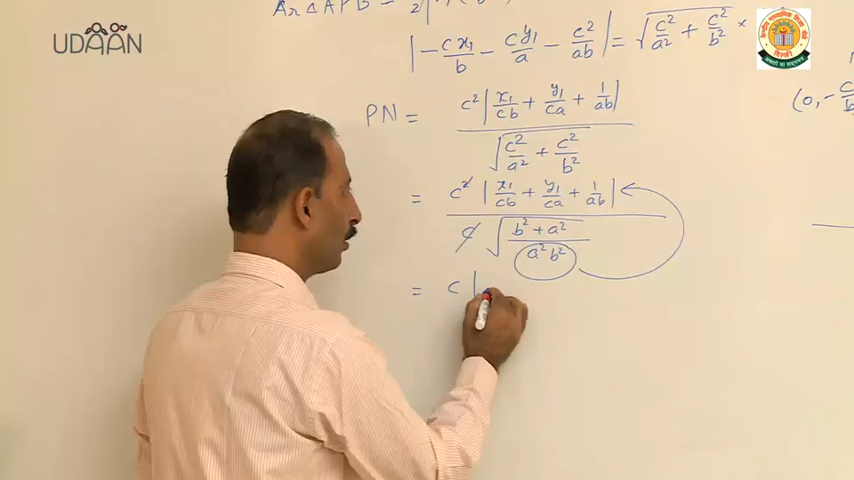 UDAAN
Ar △ APB =
|-cx₁/b - cy₁/a - c²/ab| = √(c²/a² + c²/b²) ×
PN = c²|x₁/cb + y₁/ca + 1/ab| / √(c²/a² + c²/b²)
(0, -c/b
= c²|x₁/cb + y₁/ca + 1/ab| / c√((b² + a²)/a²b²)
= c|